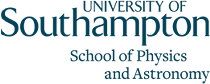 UNIVERSITY OF
Southampton
School of Physics
and Astronomy